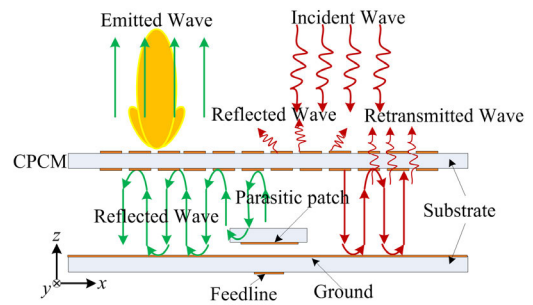 Emitted Wave
Incident Wave
Reflected Wave
Retransmitted Wave
CPCM
Parasitic patch
Reflected Wave
Substrate
z
y
x
Feedline
Ground